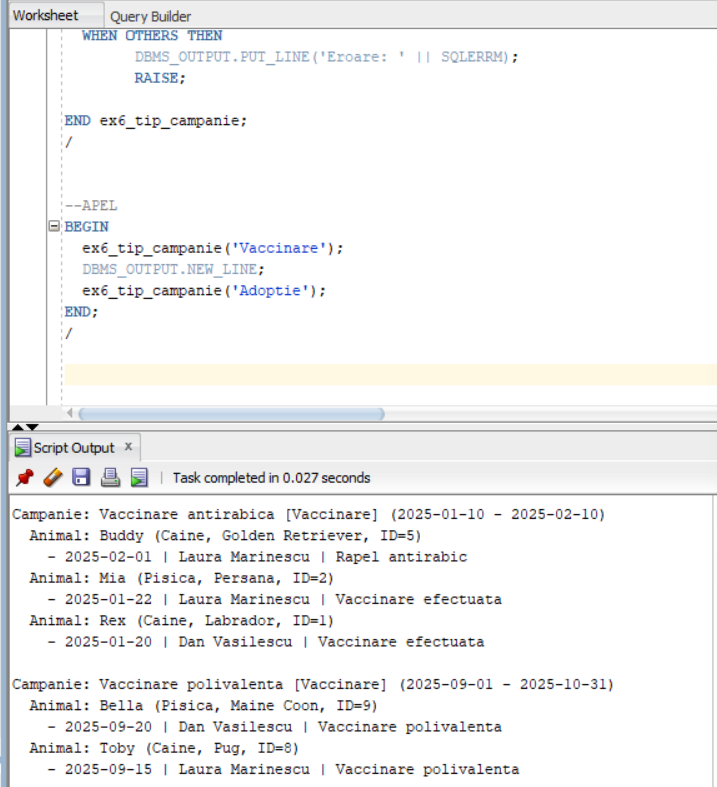 Worksheet Query Builder
WHEN OTHERS THEN
DBMS_OUTPUT.PUT_LINE('Eroare: ' || SQLERRM);
RAISE;
END ex6_tip_campanie;
/
--APEL
BEGIN
ex6_tip_campanie('Vaccinare');
DBMS_OUTPUT.NEW_LINE;
ex6_tip_campanie('Adoptie');
END;
/
Script Output x
Task completed in 0.027 seconds
Campanie: Vaccinare antirabica [Vaccinare] (2025-01-10 - 2025-02-10)
Animal: Buddy (Caine, Golden Retriever, ID=5)
- 2025-02-01 | Laura Marinescu | Rapel antirabic
Animal: Mia (Pisica, Persana, ID=2)
- 2025-01-22 | Laura Marinescu | Vaccinare efectuata
Animal: Rex (Caine, Labrador, ID=1)
- 2025-01-20 | Dan Vasilescu | Vaccinare efectuata
Campanie: Vaccinare polivalenta [Vaccinare] (2025-09-01 - 2025-10-31)
Animal: Bella (Pisica, Maine Coon, ID=9)
- 2025-09-20 | Dan Vasilescu | Vaccinare polivalenta
Animal: Toby (Caine, Pug, ID=8)
- 2025-09-15 | Laura Marinescu | Vaccinare polivalenta